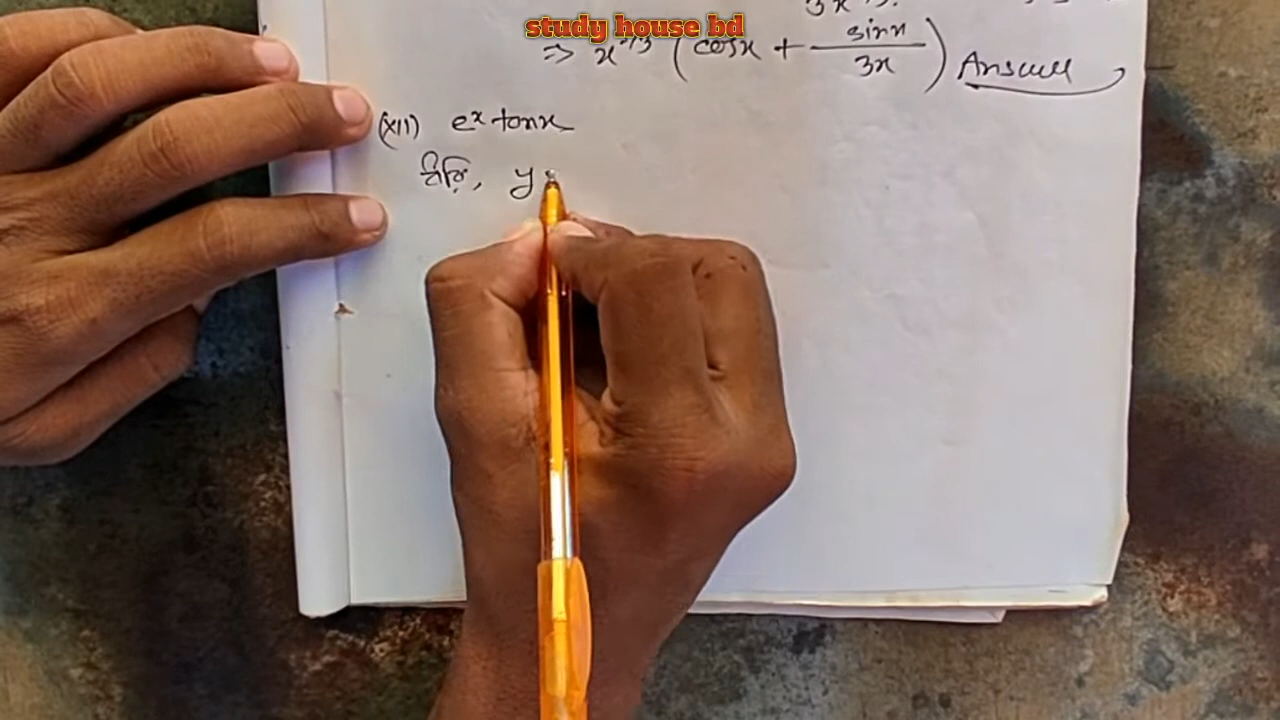 study house bd
⇒ x^1/3 (cosx + sinx/3x) Answer
(XII) e^x tanx
ধরি, y